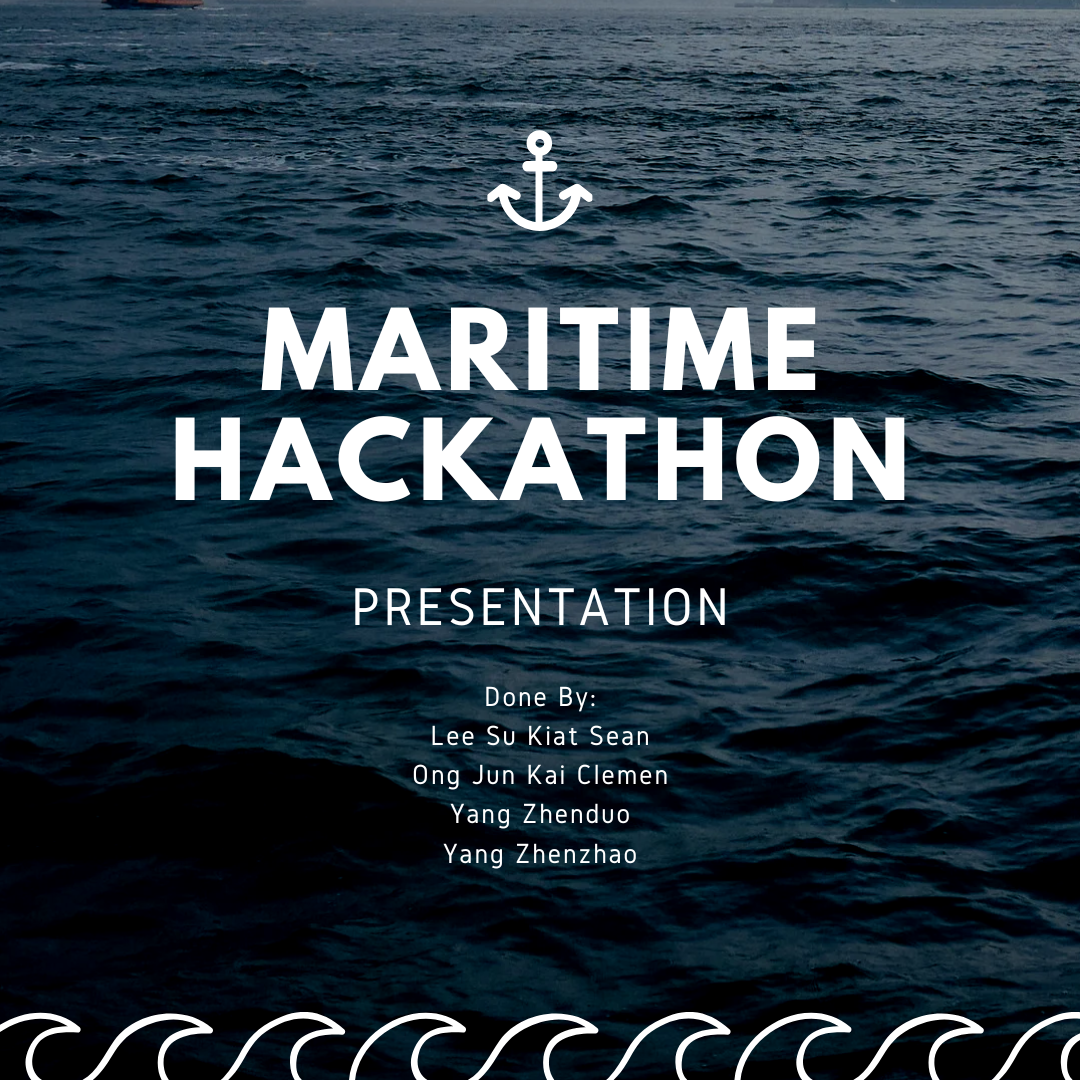 MARITIME
HACKATHON
PRESENTATION
Done By:
Lee Su Kiat Sean
Ong Jun Kai Clemen
Yang Zhenduo
Yang Zhenzhao